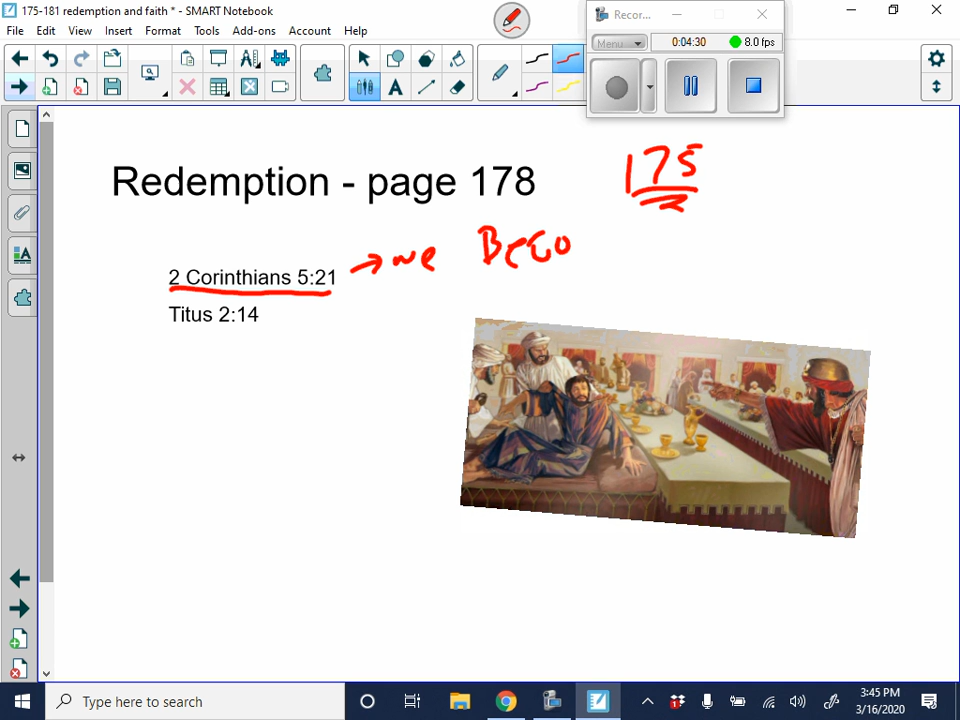 175-181 redemption and faith * - SMART Notebook
File Edit View Insert Format Tools Add-ons Account Help
Recor...
Menu 0:04:30 8.0 fps
Redemption - page 178
175
2 Corinthians 5:21
→ we Beco
Titus 2:14
Type here to search
3:45 PM
3/16/2020